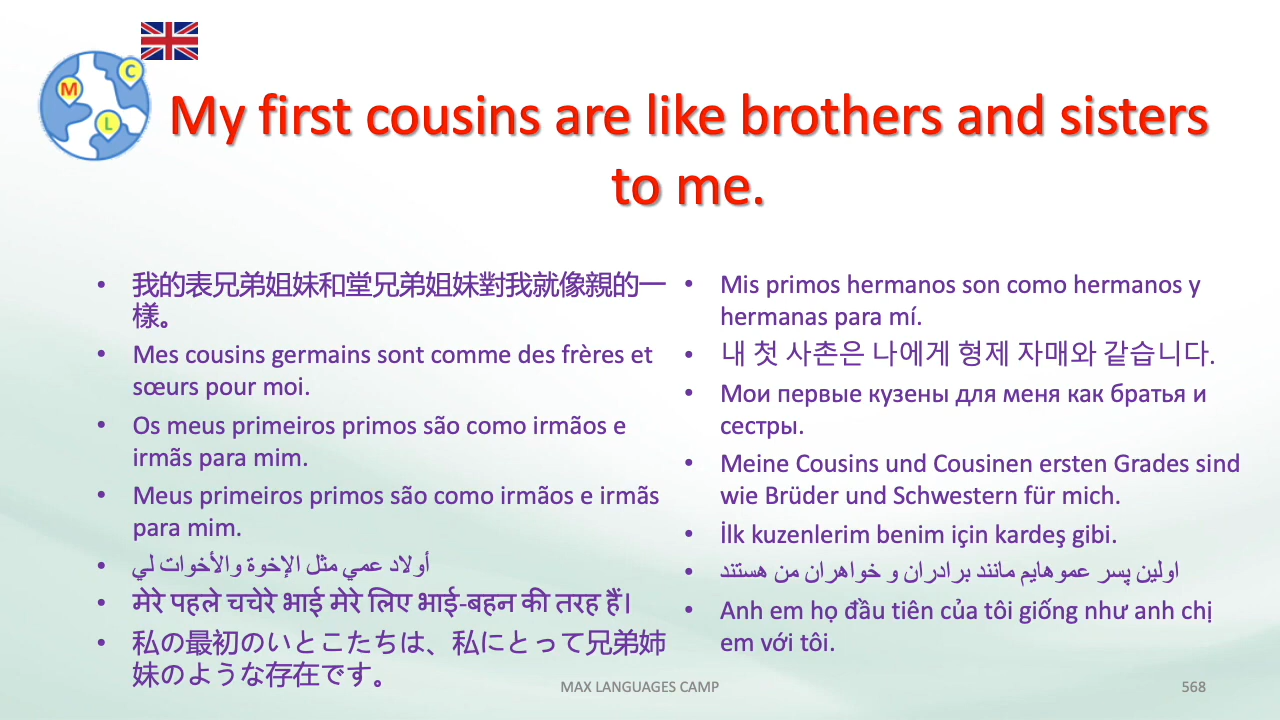 C
M
L
My first cousins are like brothers and sisters
to me.
• 我的表兄弟姐妹和堂兄弟姐妹對我就像親的一
樣。
• Mes cousins germains sont comme des frères et
sœurs pour moi.
• Os meus primeiros primos são como irmãos e
irmãs para mim.
• Meus primeiros primos são como irmãos e irmãs
para mim.
• أولاد عمي مثل الإخوة والأخوات لي
• मेरे पहले चचेरे भाई मेरे लिए भाई-बहन की तरह हैं।
• 私の最初のいとこたちは、私にとって兄弟姉
妹のような存在です。
• Mis primos hermanos son como hermanos y
hermanas para mí.
• 내 첫 사촌은 나에게 형제 자매와 같습니다.
• Мои первые кузены для меня как братья и
сестры.
• Meine Cousins und Cousinen ersten Grades sind
wie Brüder und Schwestern für mich.
• İlk kuzenlerim benim için kardeş gibi.
• اولین پسر عموهایم مانند برادران و خواهران من هستند
• Anh em họ đầu tiên của tôi giống như anh chị
em với tôi.
MAX LANGUAGES CAMP
568